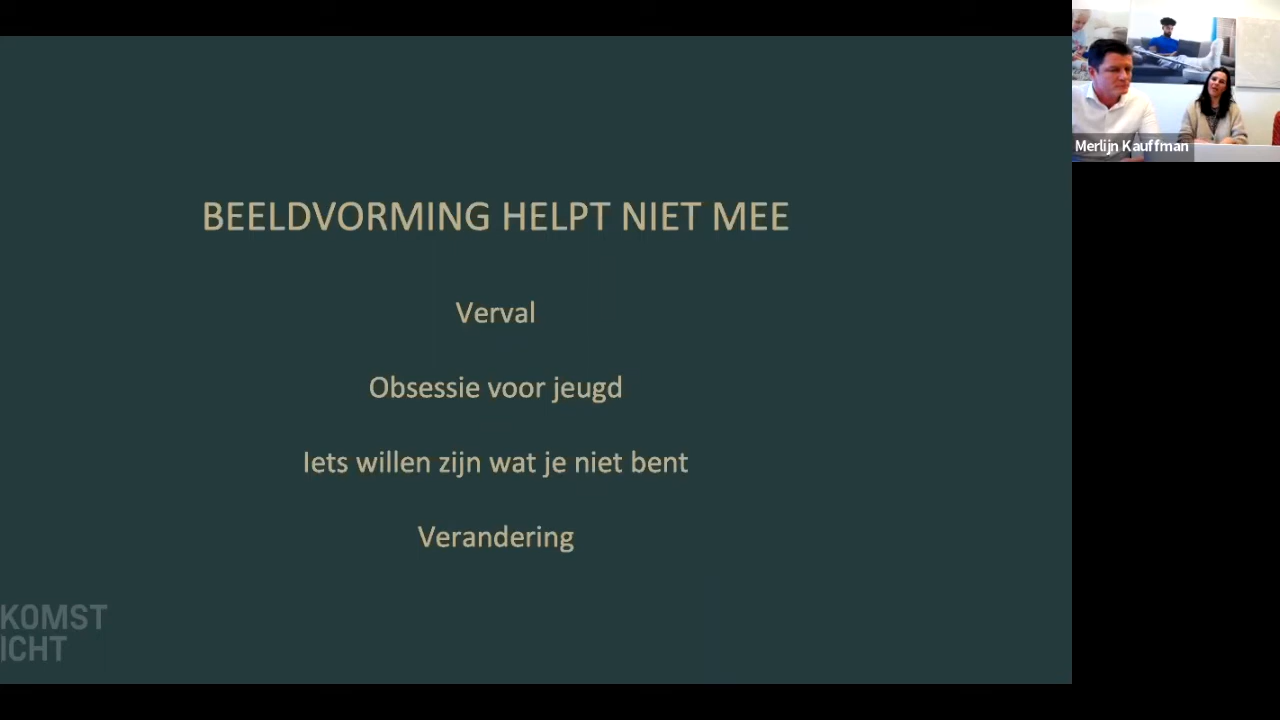 BEELDVORMING HELPT NIET MEE
Verval
Obsessie voor jeugd
Iets willen zijn wat je niet bent
Verandering
KOMST
ICHT
Merlijn Kauffman